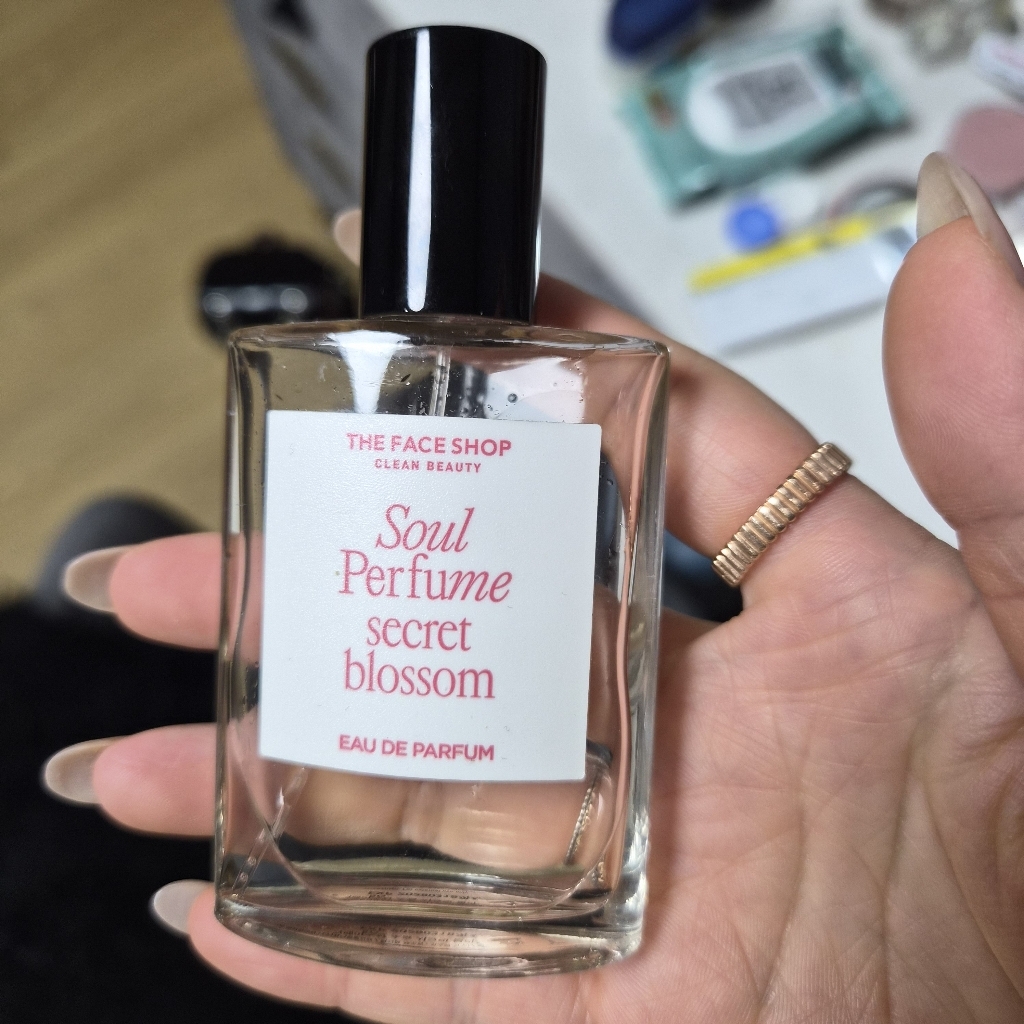 THE FACE SHOP
CLEAN BEAUTY
Soul
Perfume
secret
blossom
EAU DE PARFUM